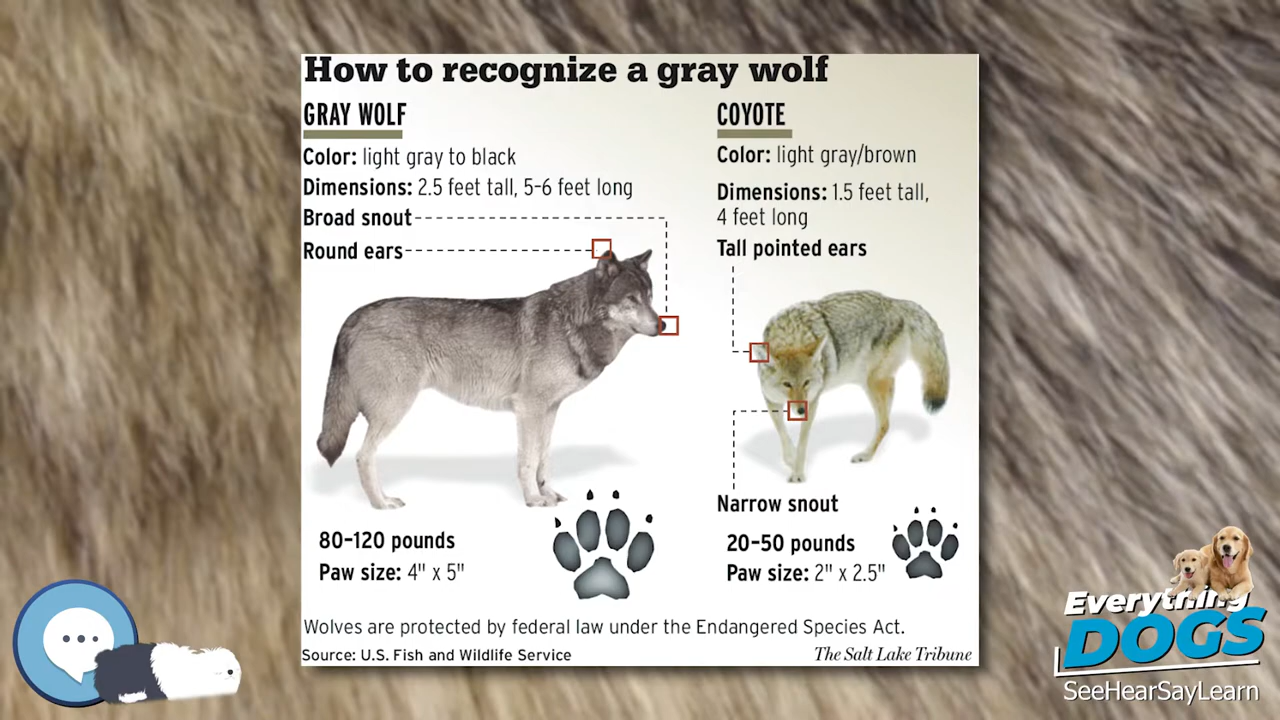 How to recognize a gray wolf
GRAY WOLF
Color: light gray to black
Dimensions: 2.5 feet tall, 5-6 feet long
Broad snout
Round ears
80-120 pounds
Paw size: 4" x 5"
COYOTE
Color: light gray/brown
Dimensions: 1.5 feet tall,
4 feet long
Tall pointed ears
Narrow snout
20-50 pounds
Paw size: 2" x 2.5"
Wolves are protected by federal law under the Endangered Species Act.
Source: U.S. Fish and Wildlife Service
The Salt Lake Tribune
Everything
DOGS
SeeHearSayLearn